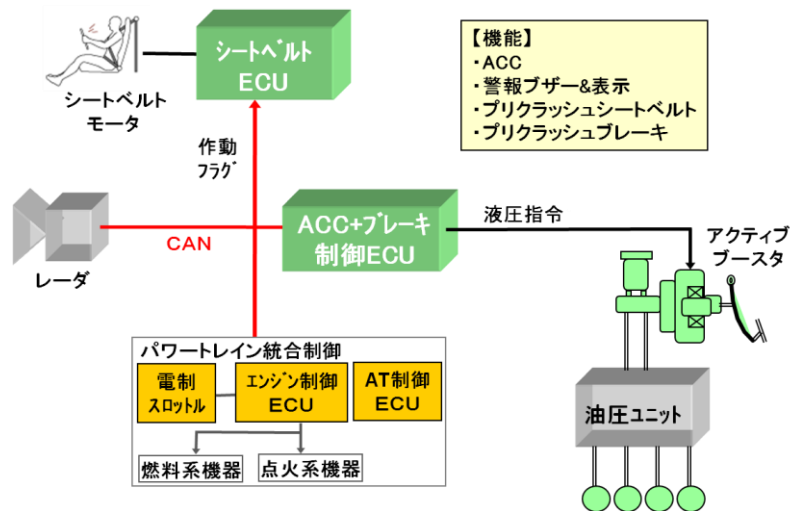 シートベルト
ECU
【機能】
・ACC
・警報ブザー&表示
・プリクラッシュシートベルト
・プリクラッシュブレーキ
シートベルト
モータ
作動
フラグ
レーダ
CAN
ACC+ブレーキ
制御ECU
液圧指令
アクティブ
ブースタ
パワートレイン統合制御
電制
スロットル
エンジン制御
ECU
AT制御
ECU
燃料系機器
点火系機器
油圧ユニット